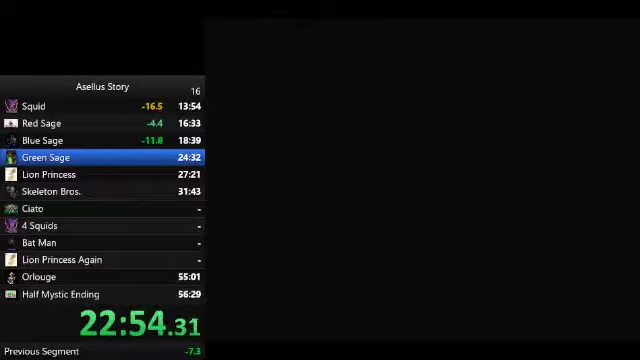 Asellus Story
16
Squid -16.5 13:54
Red Sage -4.4 16:33
Blue Sage -11.8 18:39
Green Sage 24:32
Lion Princess 27:21
Skeleton Bros. 31:43
Ciato -
4 Squids -
Bat Man -
Lion Princess Again -
Orlouge 55:01
Half Mystic Ending 56:29
22:54.31
Previous Segment -7.3